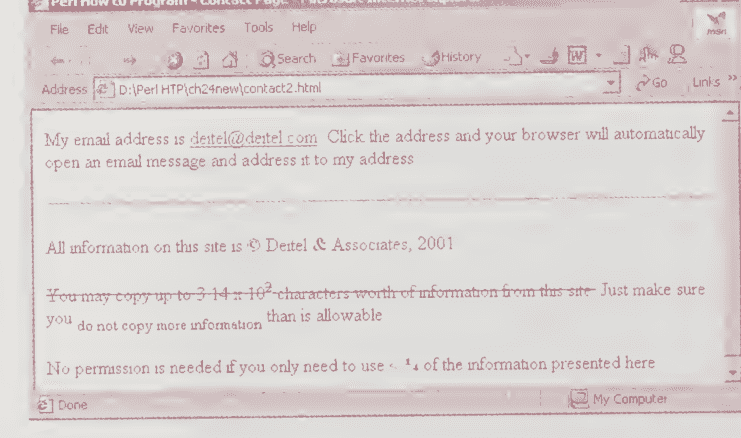 Perl How to Program - Contact Page - Microsoft Internet Explorer
File Edit View Favorites Tools Help
msn
Search Favorites History
Address D:\Perl HTP\ch24new\contact2.html Go Links »
My email address is deitel@deitel.com Click the address and your browser will automatically
open an email message and address it to my address
All information on this site is © Deitel & Associates, 2001
You may copy up to 3 14 x 10² characters worth of information from this site Just make sure
you do not copy more information than is allowable
No permission is needed if you only need to use < ¼ of the information presented here
Done My Computer